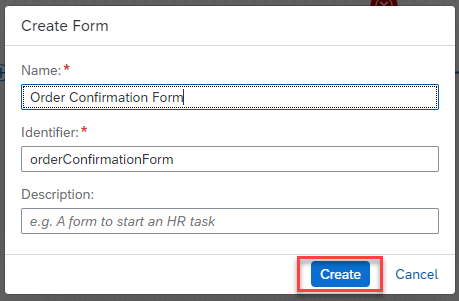 Create Form
Name:*
Order Confirmation Form
Identifier:*
orderConfirmationForm
Description:
e.g. A form to start an HR task
Create Cancel